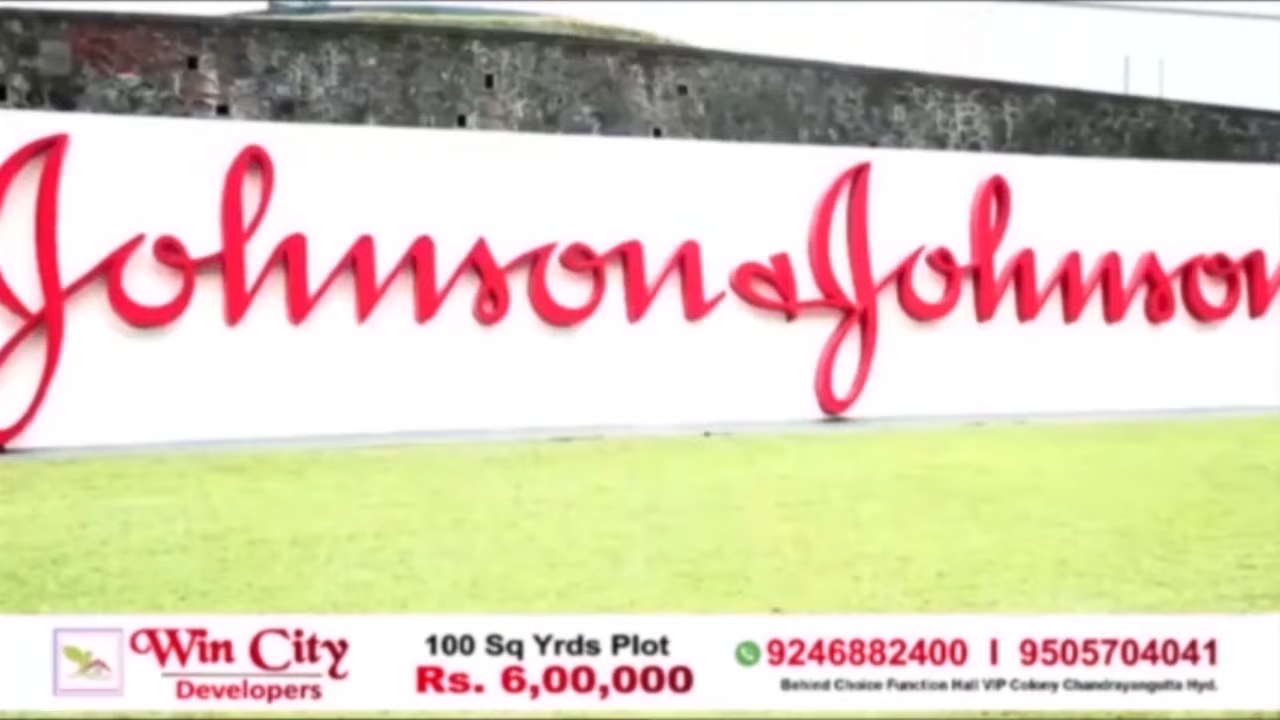 Johnson & Johnson
Win City
Developers
100 Sq Yrds Plot
Rs. 6,00,000
9246882400 | 9505704041
Behind Choice Function Hall VIP Colony Chandrayangutta Hyd.